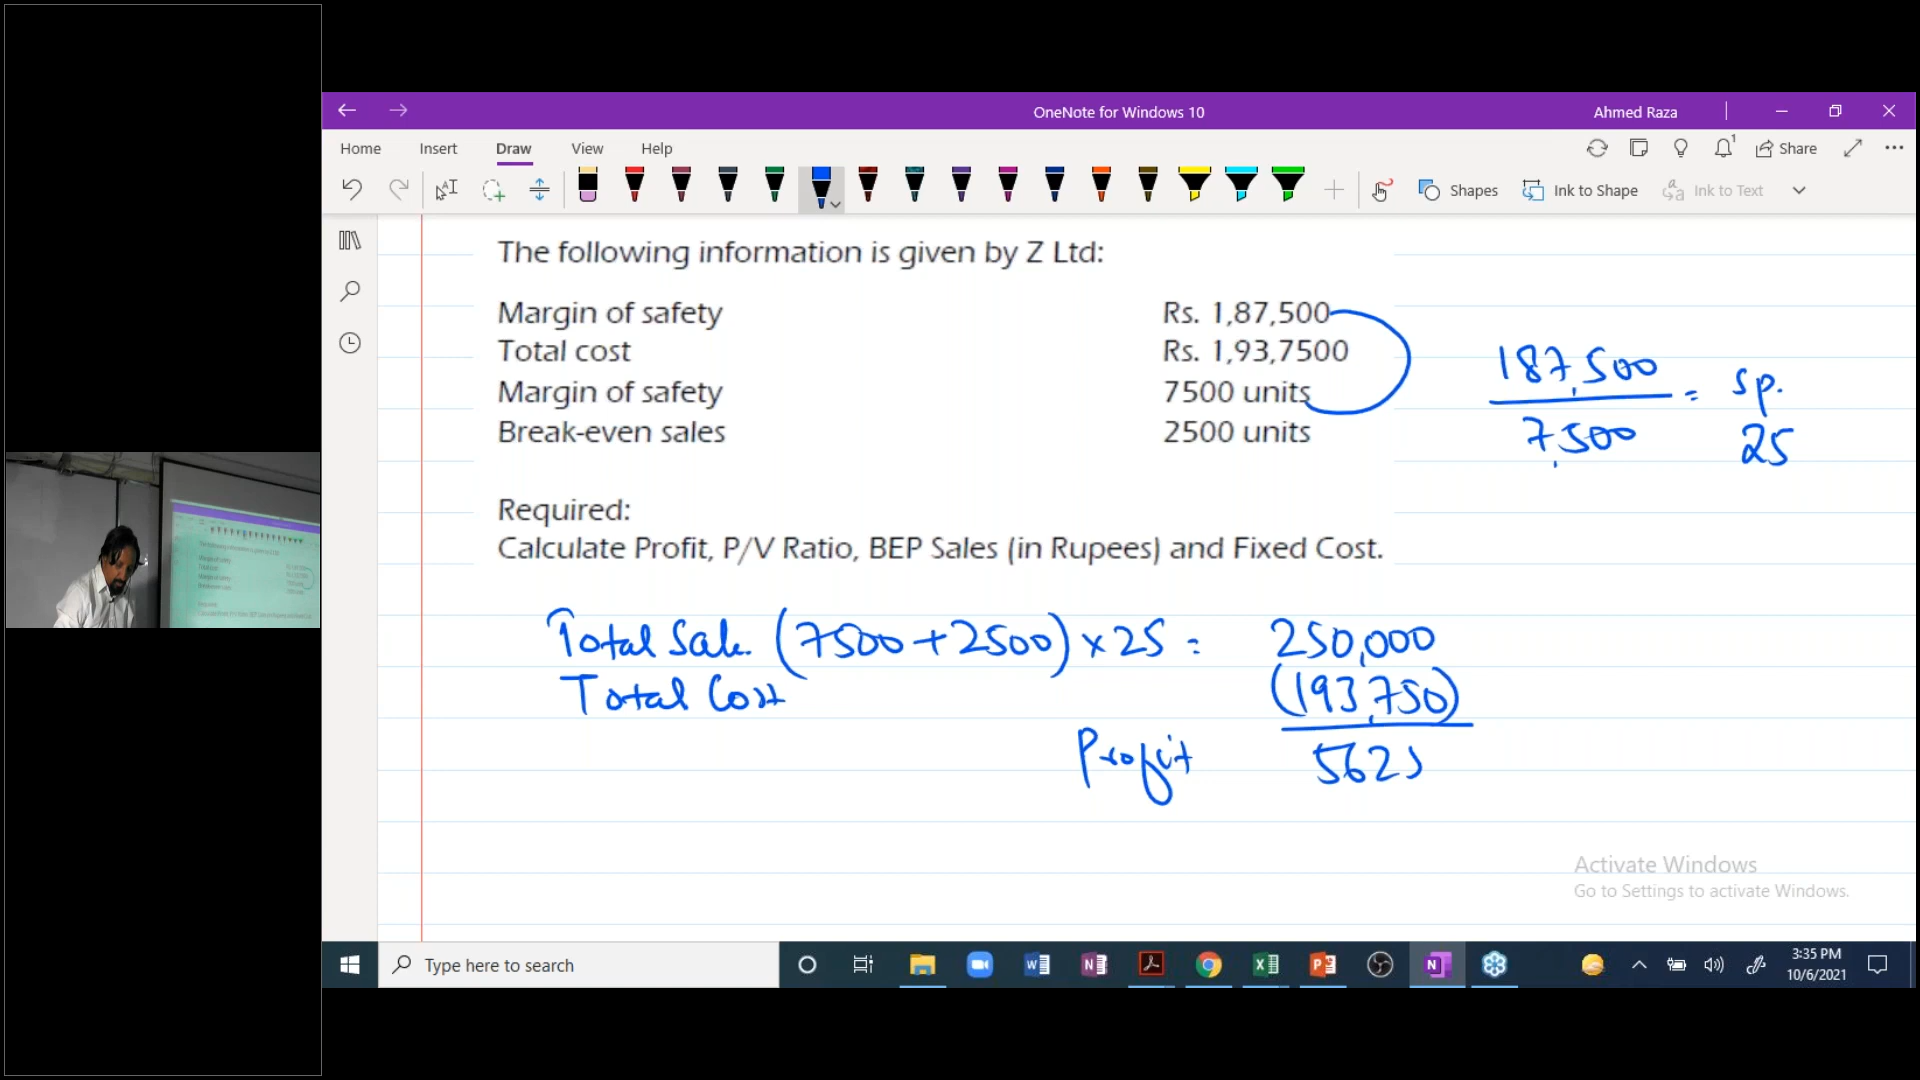 OneNote for Windows 10
Ahmed Raza
Home Insert Draw View Help
Share
Shapes Ink to Shape Ink to Text
The following information is given by Z Ltd:
Margin of safety Rs. 1,87,500
Total cost Rs. 1,93,7500
Margin of safety 7500 units
Break-even sales 2500 units
187,500
7,500
= sp.
25
Required:
Calculate Profit, P/V Ratio, BEP Sales (in Rupees) and Fixed Cost.
Total Sale. (7500+2500) × 25 = 250,000
Total Cost (193,750)
Profit 5625
Activate Windows
Go to Settings to activate Windows.
Type here to search
3:35 PM
10/6/2021